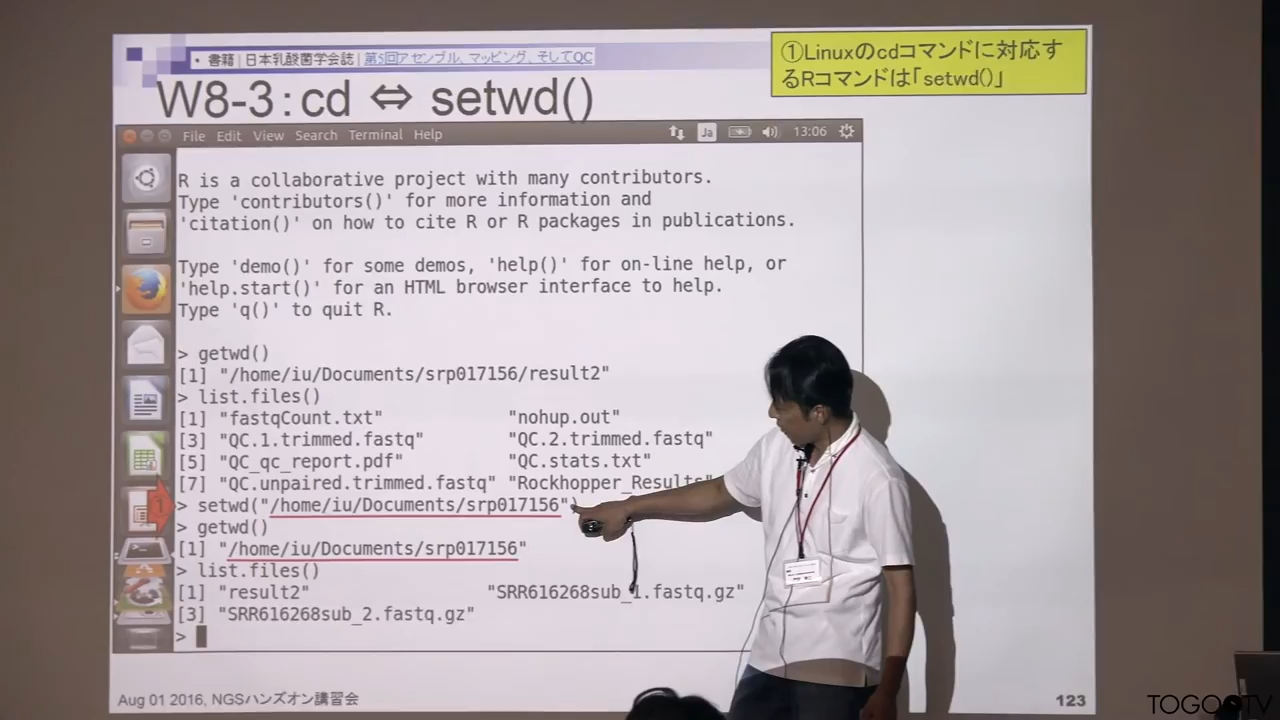 ・ 書籍 | 日本乳酸菌学会誌 | 第5回アセンブル、マッピング、そしてQC
①Linuxのcdコマンドに対応するRコマンドは「setwd()」
W8-3:cd ⇔ setwd()
File Edit View Search Terminal Help
Ja 13:06
R is a collaborative project with many contributors.
Type 'contributors()' for more information and
'citation()' on how to cite R or R packages in publications.
Type 'demo()' for some demos, 'help()' for on-line help, or
'help.start()' for an HTML browser interface to help.
Type 'q()' to quit R.
> getwd()
[1] "/home/iu/Documents/srp017156/result2"
> list.files()
[1] "fastqCount.txt" "nohup.out"
[3] "QC.1.trimmed.fastq" "QC.2.trimmed.fastq"
[5] "QC_qc_report.pdf" "QC.stats.txt"
[7] "QC.unpaired.trimmed.fastq" "Rockhopper_Results"
1
> setwd("/home/iu/Documents/srp017156")
> getwd()
[1] "/home/iu/Documents/srp017156"
> list.files()
[1] "result2" "SRR616268sub_1.fastq.gz"
[3] "SRR616268sub_2.fastq.gz"
>
Aug 01 2016, NGSハンズオン講習会
123
TOGOTV